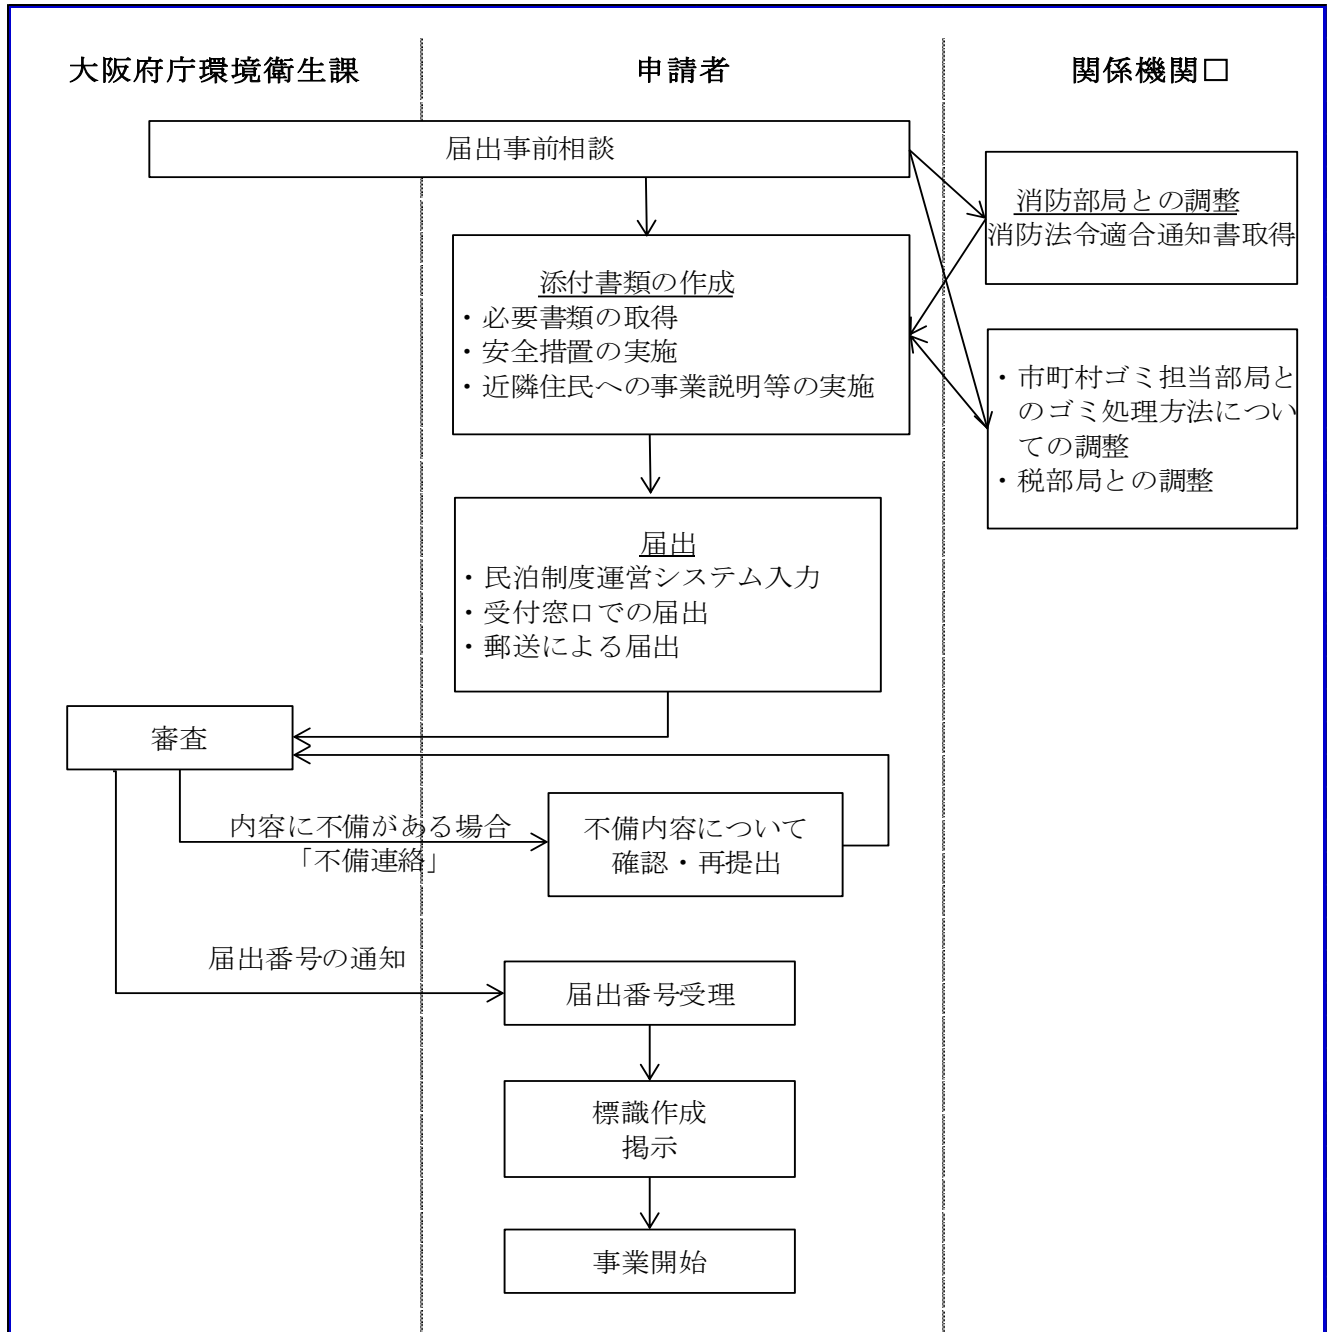 大阪府庁環境衛生課
申請者
関係機関□
届出事前相談
消防部局との調整
消防法令適合通知書取得
添付書類の作成
・必要書類の取得
・安全措置の実施
・近隣住民への事業説明等の実施
・市町村ゴミ担当部局と
のゴミ処理方法につい
ての調整
・税部局との調整
届出
・民泊制度運営システム入力
・受付窓口での届出
・郵送による届出
審査
内容に不備がある場合
「不備連絡」
不備内容について
確認・再提出
届出番号の通知
届出番号受理
標識作成
掲示
事業開始